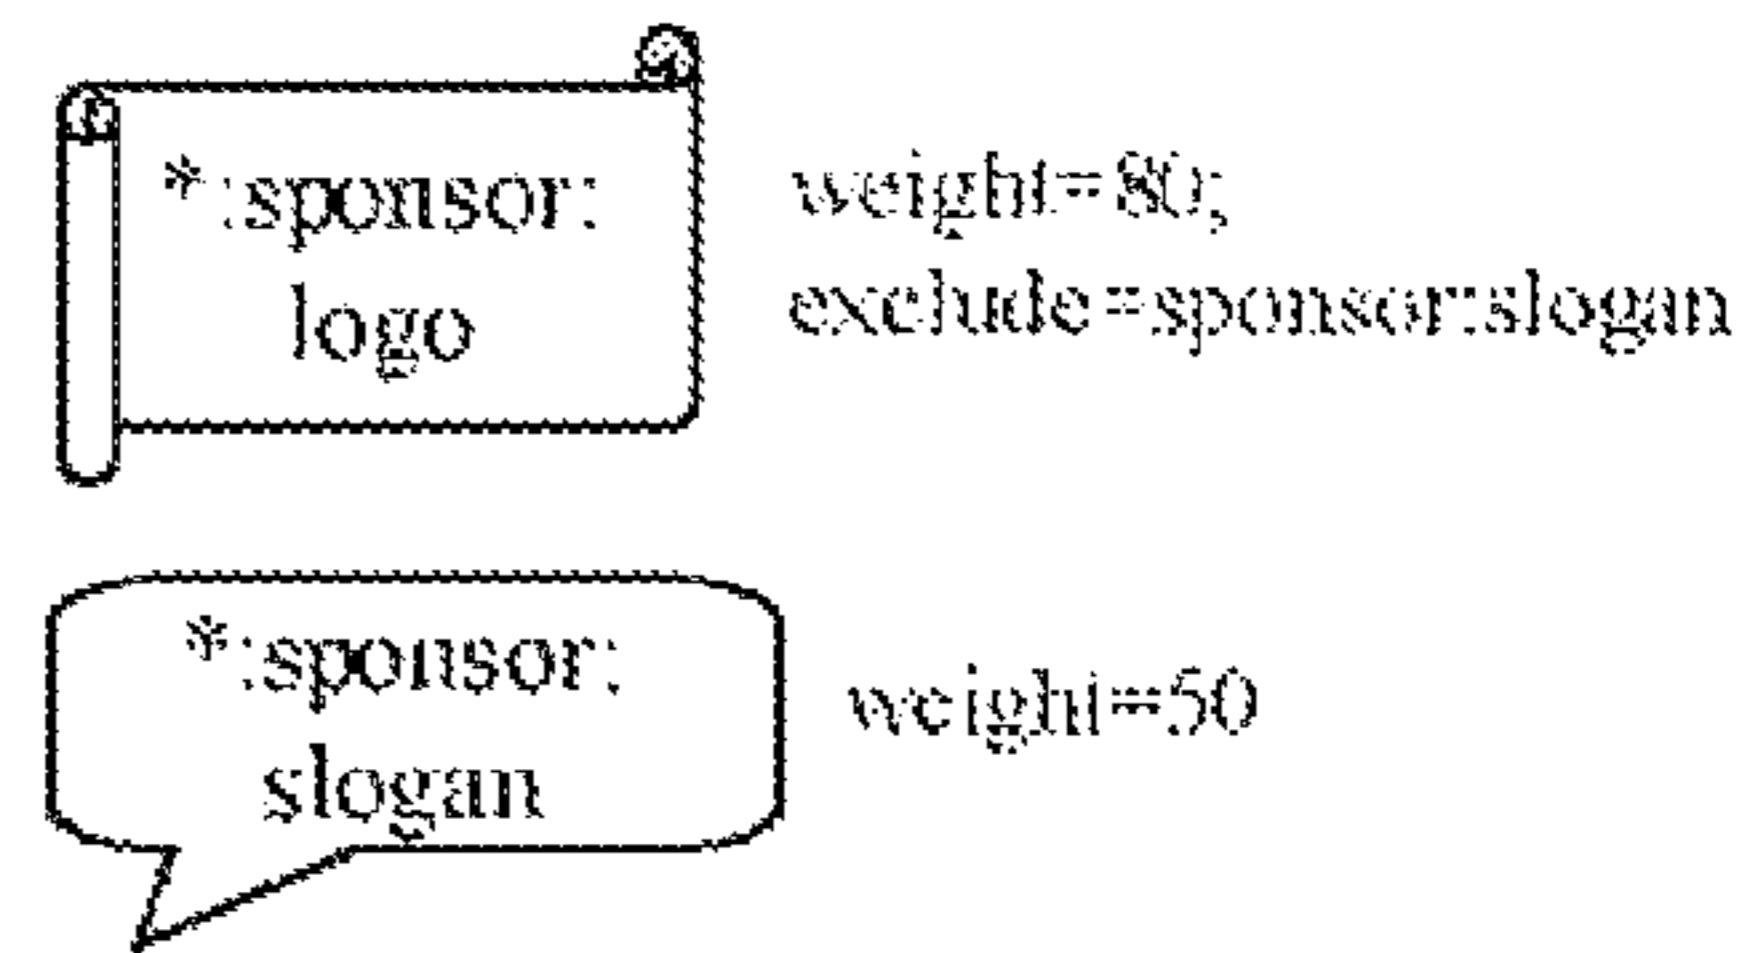 *:sponsor:
logo
weight=80;
exclude=sponsor:slogan
*:sponsor:
slogan
weight=50